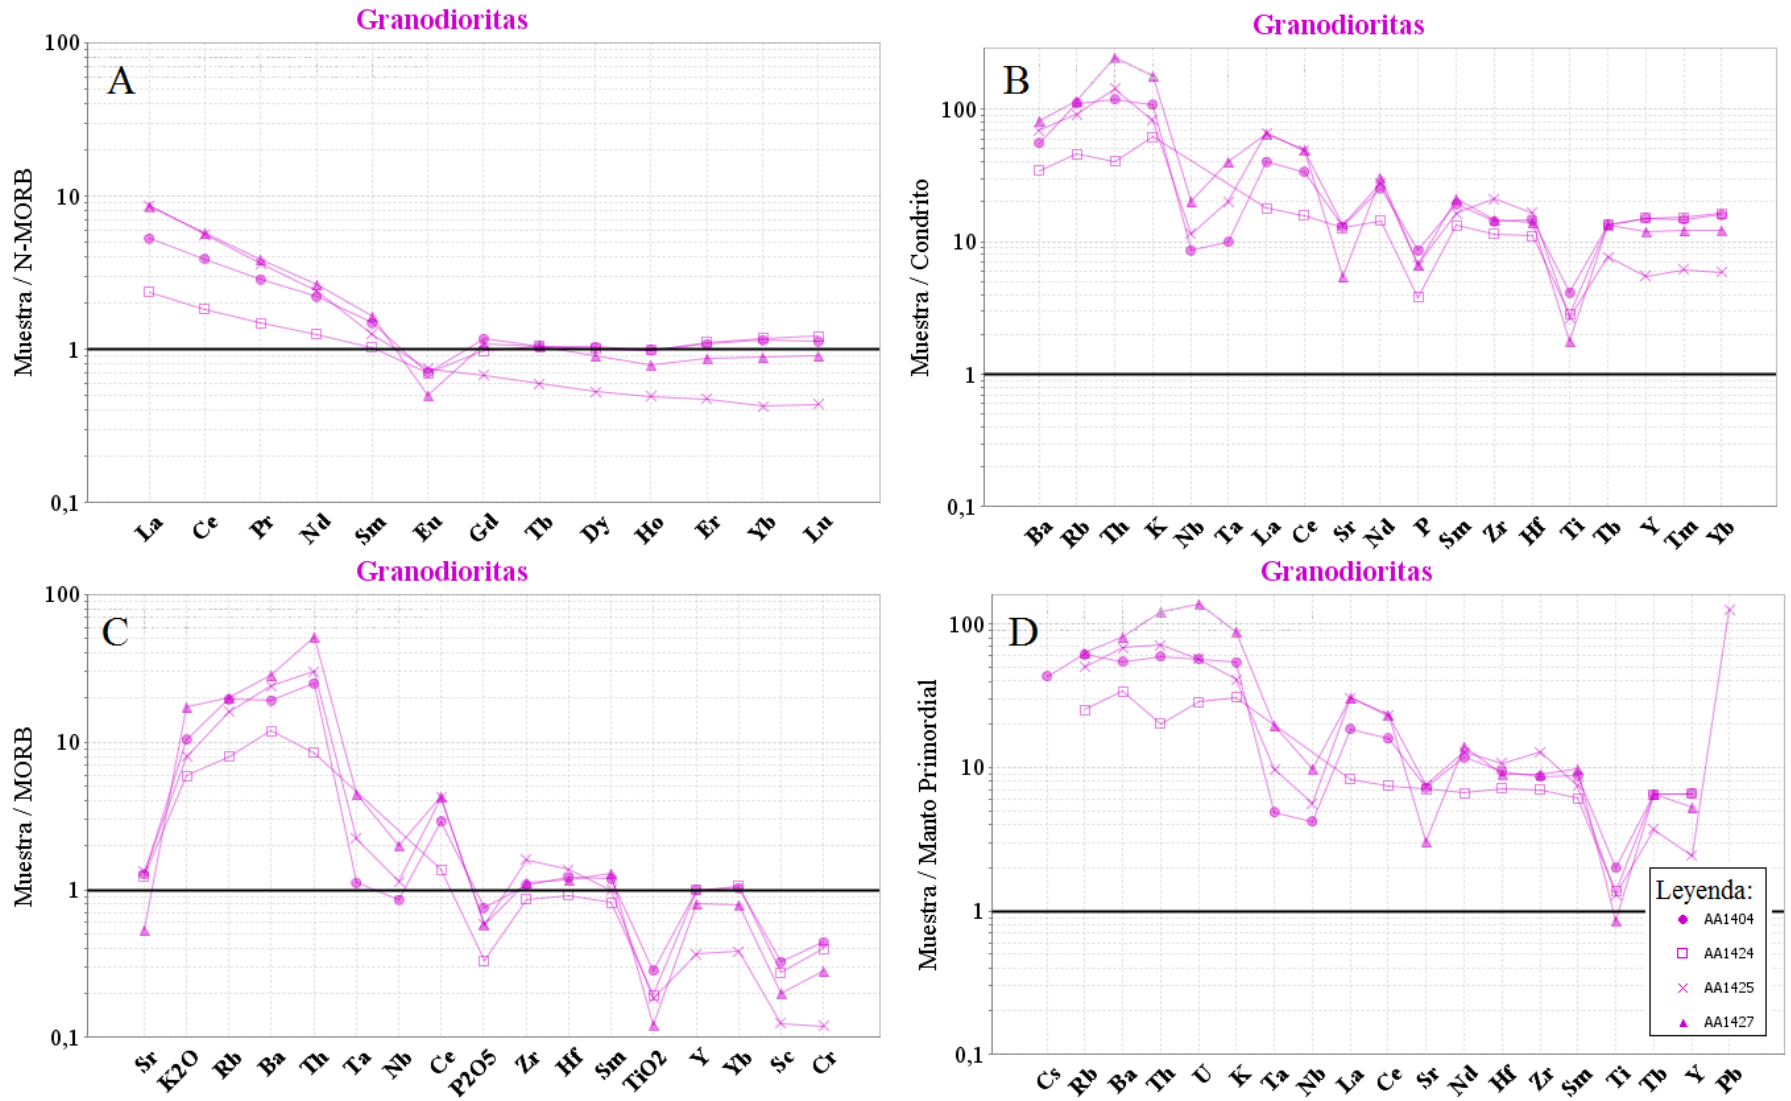 Granodioritas
A
Muestra / N-MORB
100
10
1
0,1
La Ce Pr Nd Sm Eu Gd Tb Dy Ho Er Yb Lu
Granodioritas
B
Muestra / Condrito
100
10
1
0,1
Ba Rb Th K Nb Ta La Ce Sr Nd P Sm Zr Hf Ti Tb Y Tm Yb
Granodioritas
C
Muestra / MORB
100
10
1
0,1
Sr K2O Rb Ba Th Ta Nb Ce P2O5 Zr Hf Sm TiO2 Y Yb Sc Cr
Granodioritas
D
Muestra / Manto Primordial
100
10
1
0,1
Cs Rb Ba Th U K Ta Nb La Ce Sr Nd Hf Zr Sm Ti Tb Y Pb
Leyenda:
AA1404
AA1424
AA1425
AA1427